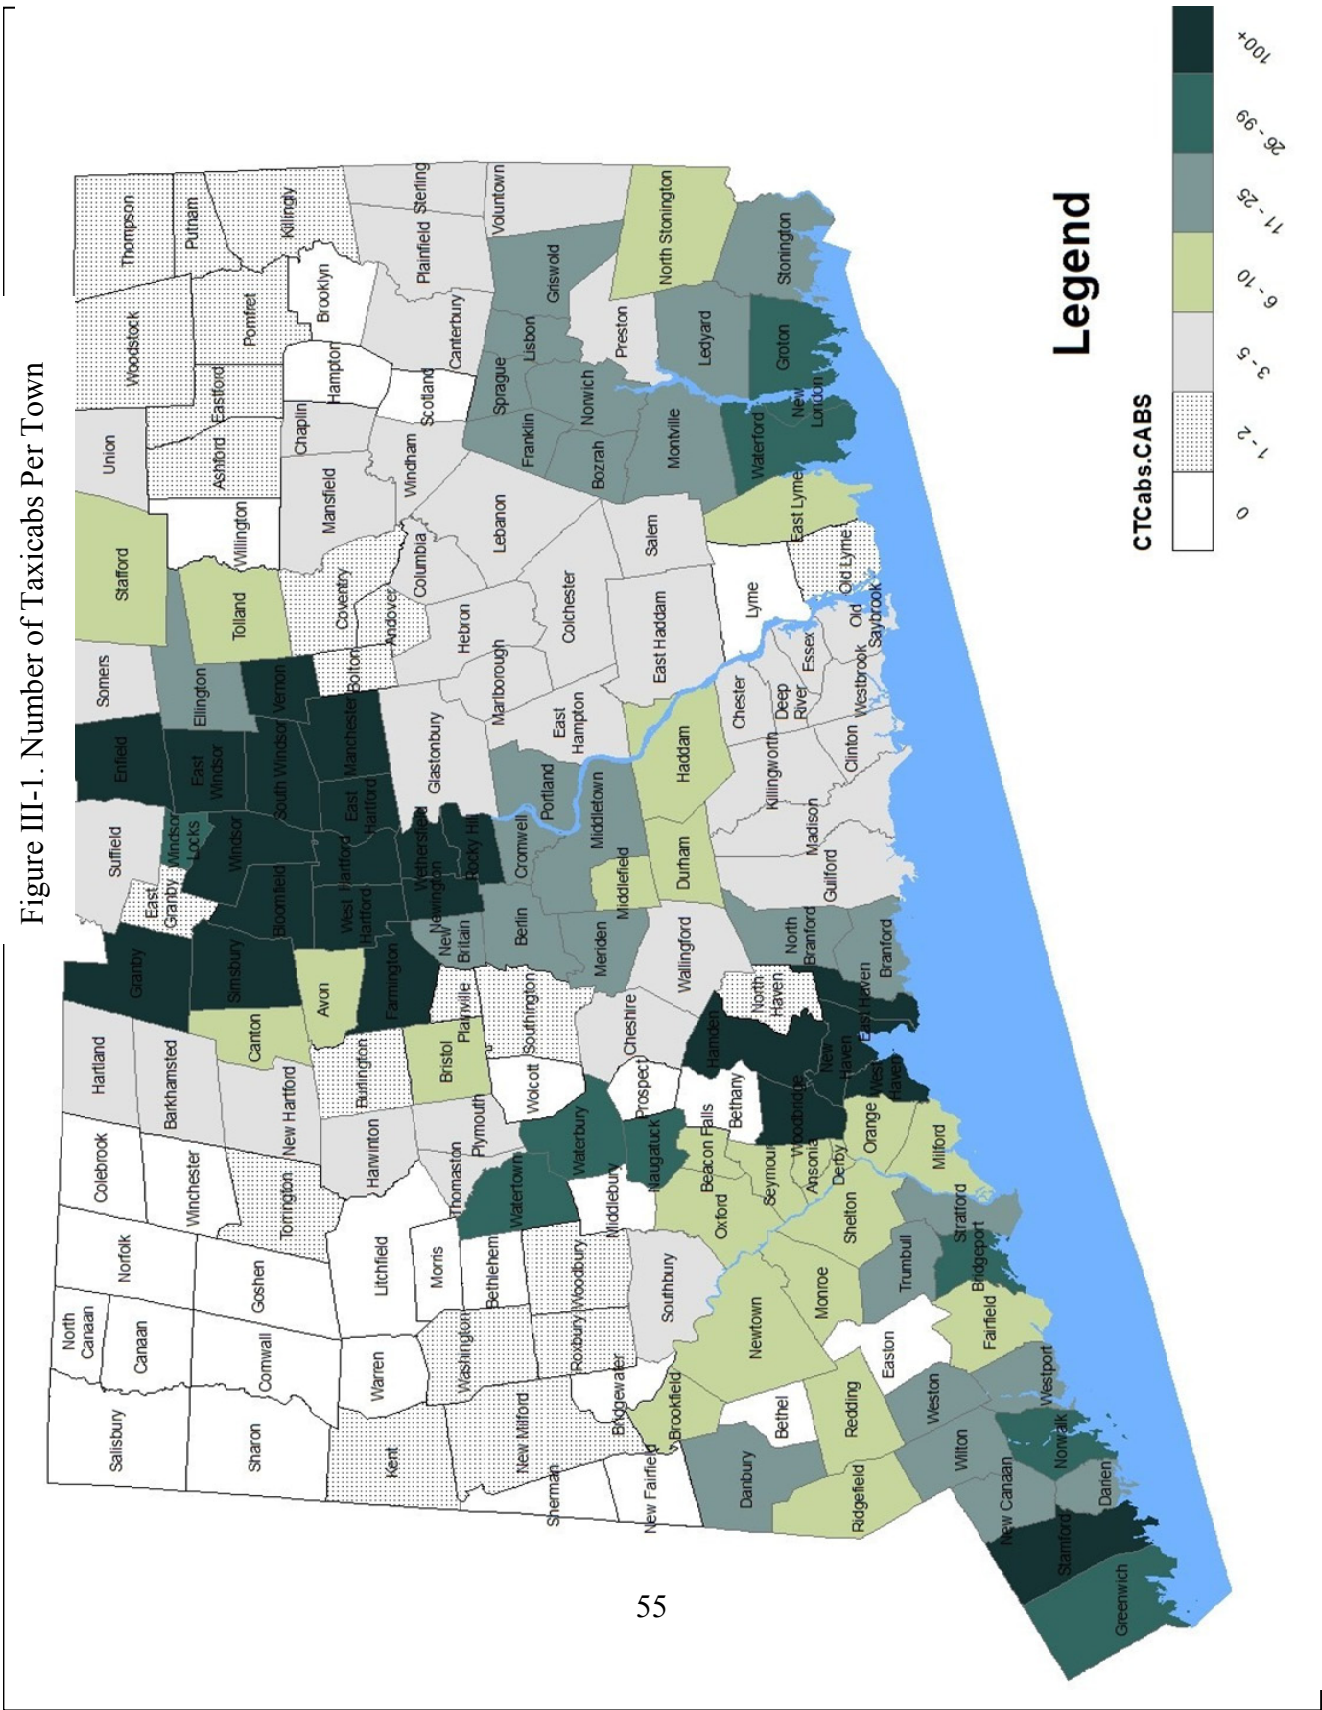 Figure III-1. Number of Taxicabs Per Town
Thompson
Putnam
Killingly
Sterling
Voluntown
Plainfield
North Stonington
Stonington
Woodstock
Pomfret
Brooklyn
Canterbury
Griswold
Lisbon
Preston
Ledyard
Groton
Eastford
Hampton
Scotland
Sprague
Norwich
New
London
Union
Ashford
Chaplin
Windham
Franklin
Bozrah
Montville
Waterford
Stafford
Willington
Mansfield
Columbia
Lebanon
Salem
East Lyme
Tolland
Coventry
Andover
Hebron
Colchester
Lyme
Old Lyme
Old
Saybrook
Somers
Ellington
Vernon
Bolton
Marlborough
East Haddam
Essex
Chester
Deep
River
Westbrook
Enfield
East
Windsor
South Windsor
Manchester
Glastonbury
East
Hampton
Haddam
Killingworth
Clinton
Suffield
Windsor
Locks
Windsor
East
Hartford
Hartford
Wethersfield
Rocky Hill
Portland
Cromwell
Middletown
Durham
Middlefield
Madison
Guilford
East
Granby
Bloomfield
West
Hartford
Newington
New
Britain
Berlin
Meriden
Wallingford
North
Branford
Branford
Granby
Simsbury
Avon
Farmington
Plainville
Southington
Cheshire
North
Haven
East Haven
Hartland
Barkhamsted
Canton
New Hartford
Burlington
Bristol
Wolcott
Prospect
Hamden
Bethany
New
Haven
West
Haven
Woodbridge
Orange
Milford
Colebrook
Winchester
Torrington
Harwinton
Plymouth
Thomaston
Waterbury
Watertown
Naugatuck
Middlebury
Beacon Falls
Seymour
Ansonia
Derby
Oxford
Shelton
Stratford
Norfolk
Goshen
Litchfield
Morris
Bethlehem
Woodbury
Southbury
Monroe
Trumbull
Bridgeport
North
Canaan
Canaan
Cornwall
Warren
Washington
Roxbury
Bridgewater
Newtown
Easton
Fairfield
Salisbury
Sharon
Kent
New Milford
Sherman
New Fairfield
Brookfield
Bethel
Danbury
Redding
Ridgefield
Weston
Westport
Wilton
Norwalk
New Canaan
Darien
Stamford
Greenwich
Legend
CTCabs.CABS
0
1 - 2
3 - 5
6 - 10
11 - 25
26 - 99
100+
55